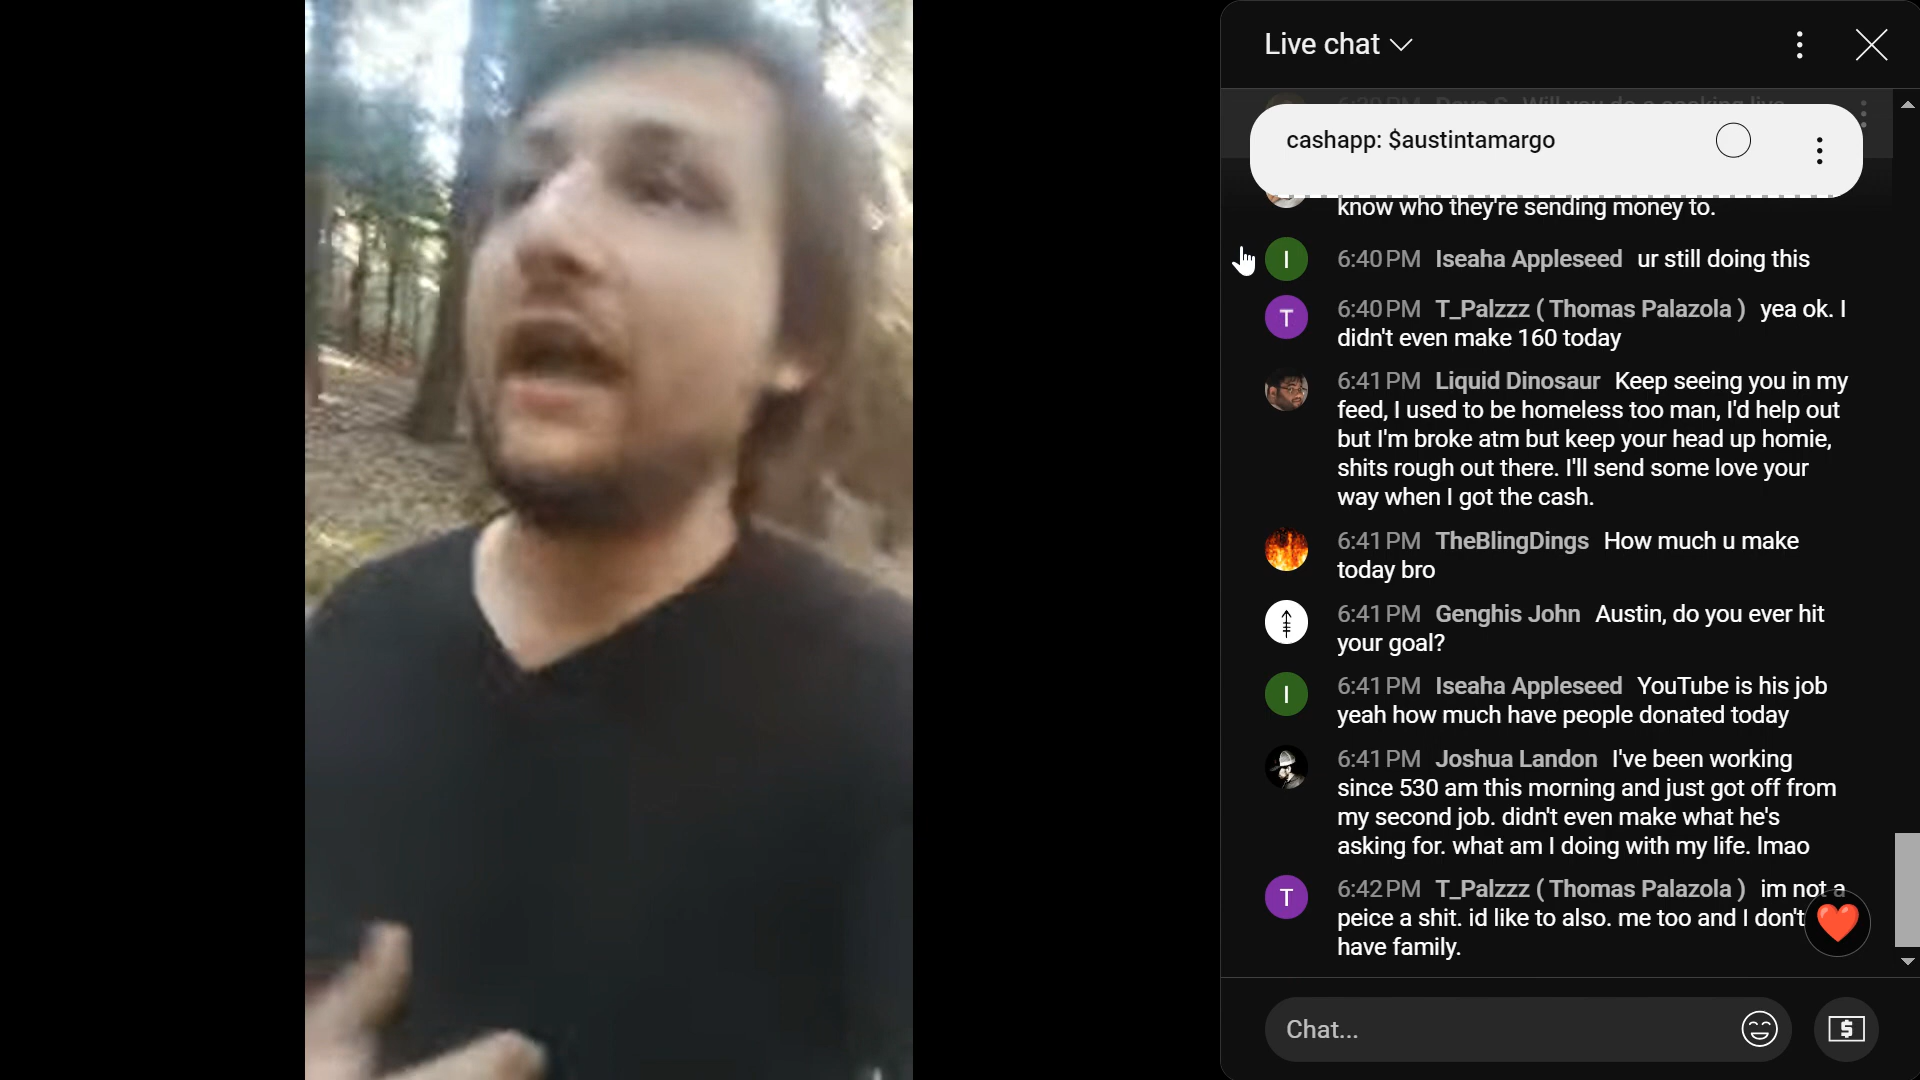 Live chat
cashapp: $austintamargo
know who they're sending money to.
6:40 PM Iseaha Appleseed ur still doing this
6:40 PM T_Palzzz ( Thomas Palazola ) yea ok. I
didn't even make 160 today
6:41 PM Liquid Dinosaur Keep seeing you in my
feed, I used to be homeless too man, I'd help out
but I'm broke atm but keep your head up homie,
shits rough out there. I'll send some love your
way when I got the cash.
6:41 PM TheBlingDings How much u make
today bro
6:41 PM Genghis John Austin, do you ever hit
your goal?
6:41 PM Iseaha Appleseed YouTube is his job
yeah how much have people donated today
6:41 PM Joshua Landon I've been working
since 530 am this morning and just got off from
my second job. didn't even make what he's
asking for. what am I doing with my life. lmao
6:42 PM T_Palzzz ( Thomas Palazola ) im not a
peice a shit. id like to also. me too and I don't
have family.
Chat...